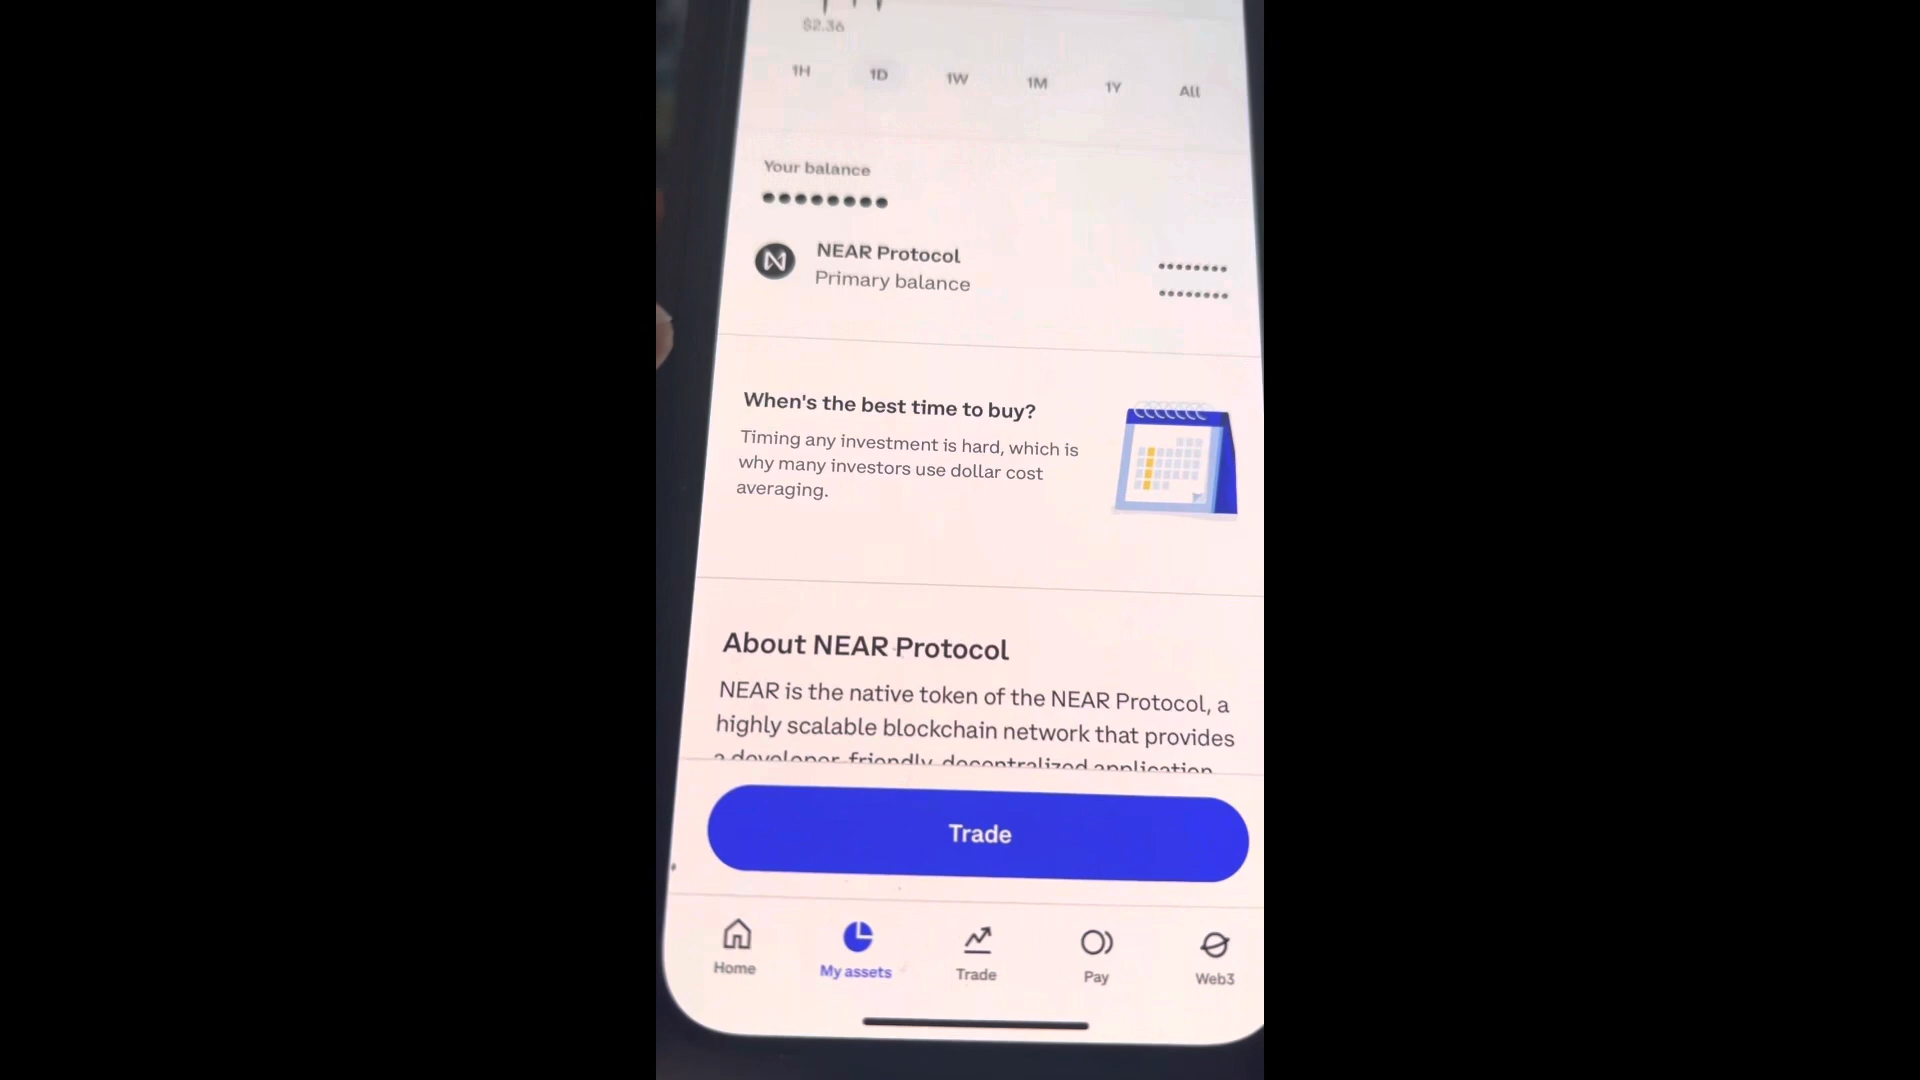 $2.36
1H 1D 1W 1M 1Y All
Your balance
NEAR Protocol
Primary balance
When's the best time to buy?
Timing any investment is hard, which is
why many investors use dollar cost
averaging.
About NEAR Protocol
NEAR is the native token of the NEAR Protocol, a
highly scalable blockchain network that provides
a developer-friendly, decentralized application
Trade
Home My assets Trade Pay Web3